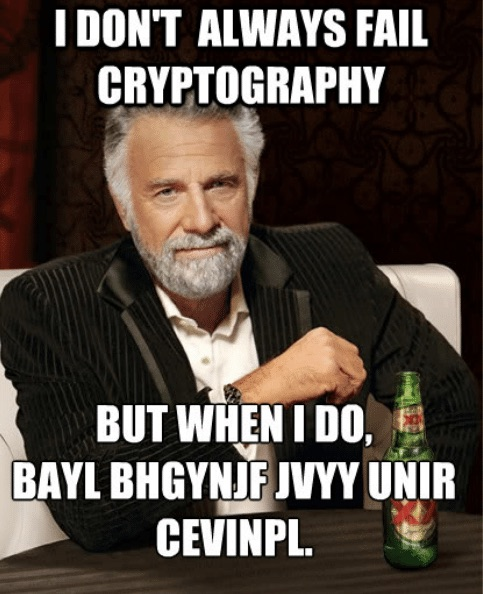 I DON'T ALWAYS FAIL
CRYPTOGRAPHY
BUT WHEN I DO,
BAYL BHGYNJF JVYY UNIR
CEVINPL.